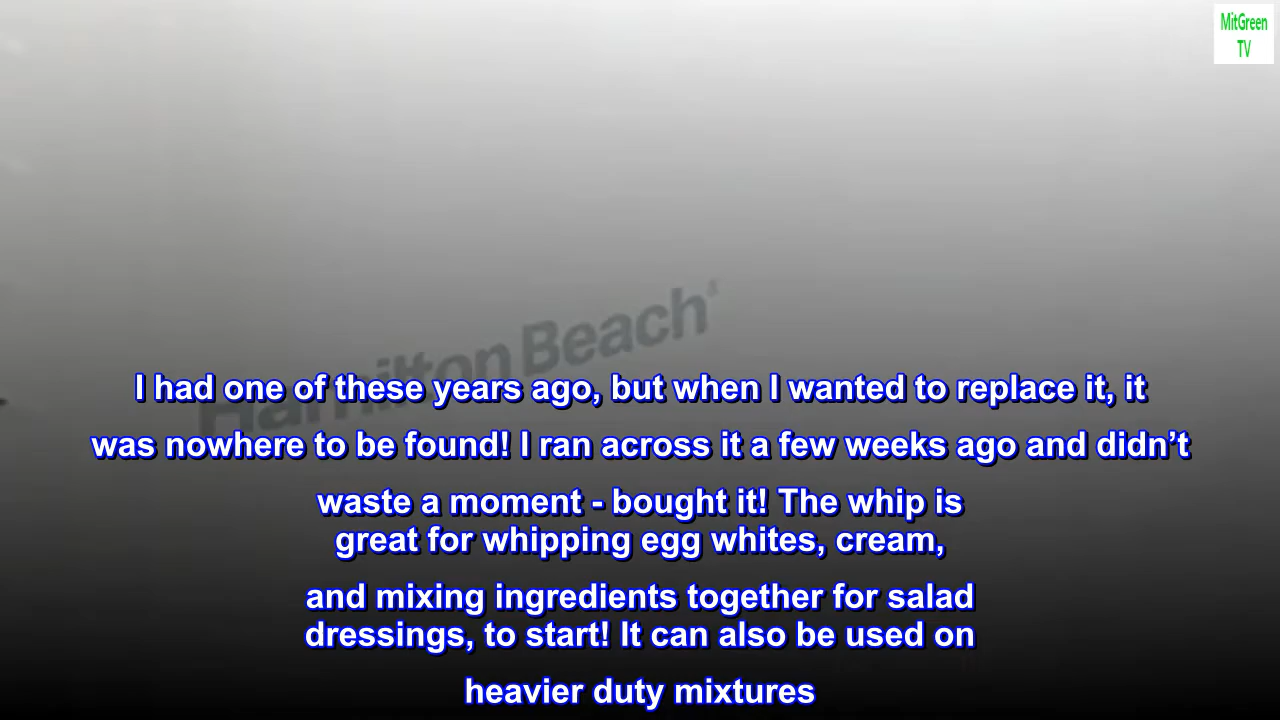 MitGreen
TV
Hamilton Beach®
I had one of these years ago, but when I wanted to replace it, it
was nowhere to be found! I ran across it a few weeks ago and didn’t
waste a moment - bought it! The whip is
great for whipping egg whites, cream,
and mixing ingredients together for salad
dressings, to start! It can also be used on
heavier duty mixtures